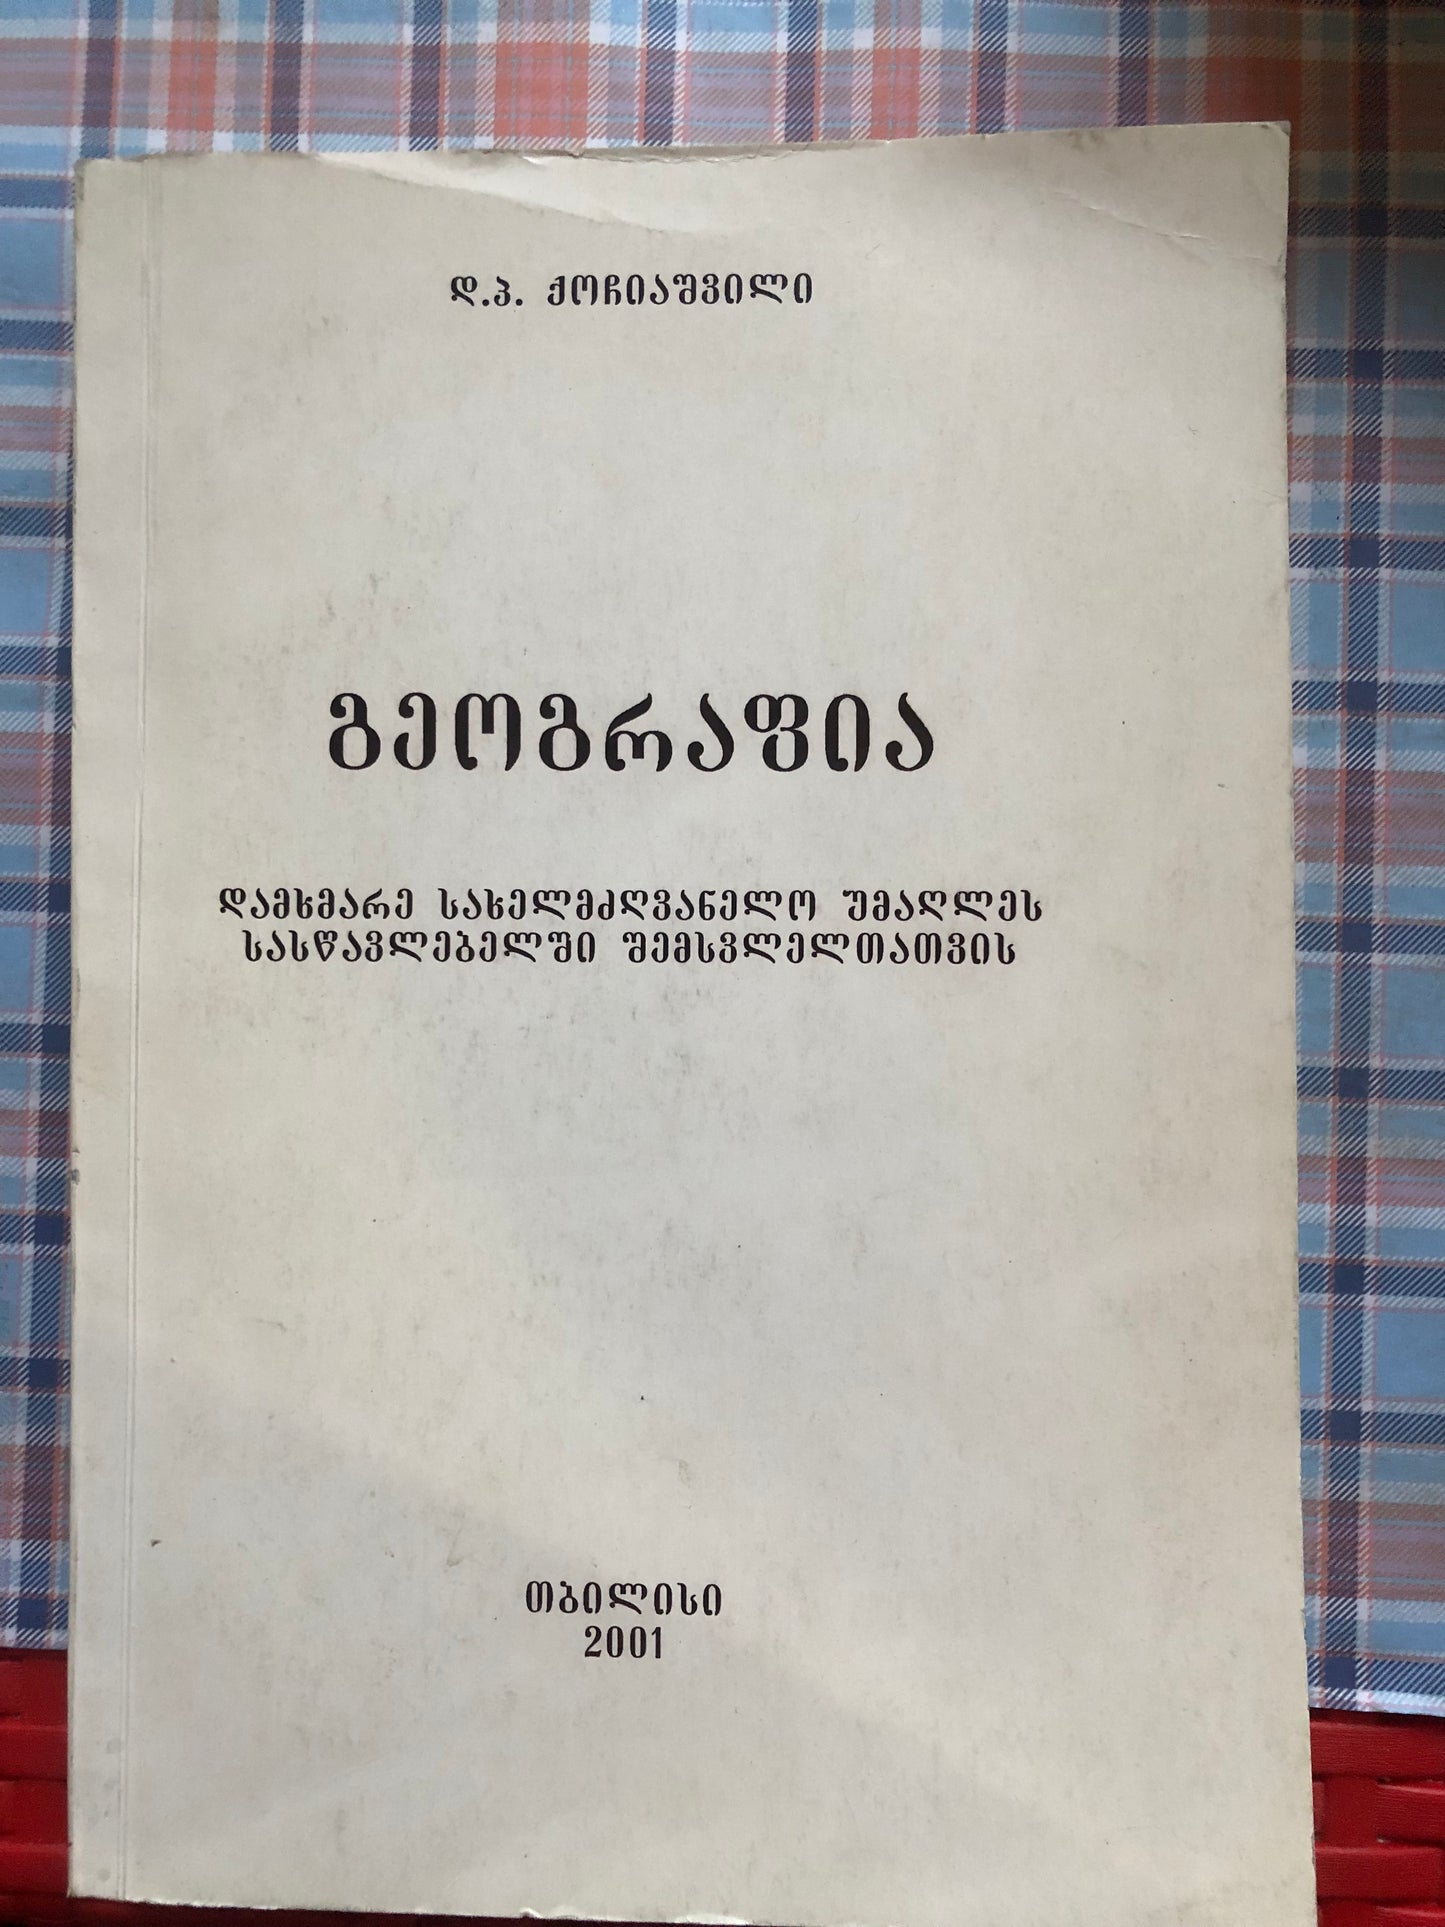 დ.პ. ქოჩიაშვილი
გეოგრაფია
დამხმარე სახელმძღვანელო უმაღლეს
სასწავლებელში შემსვლელთათვის
თბილისი
2001